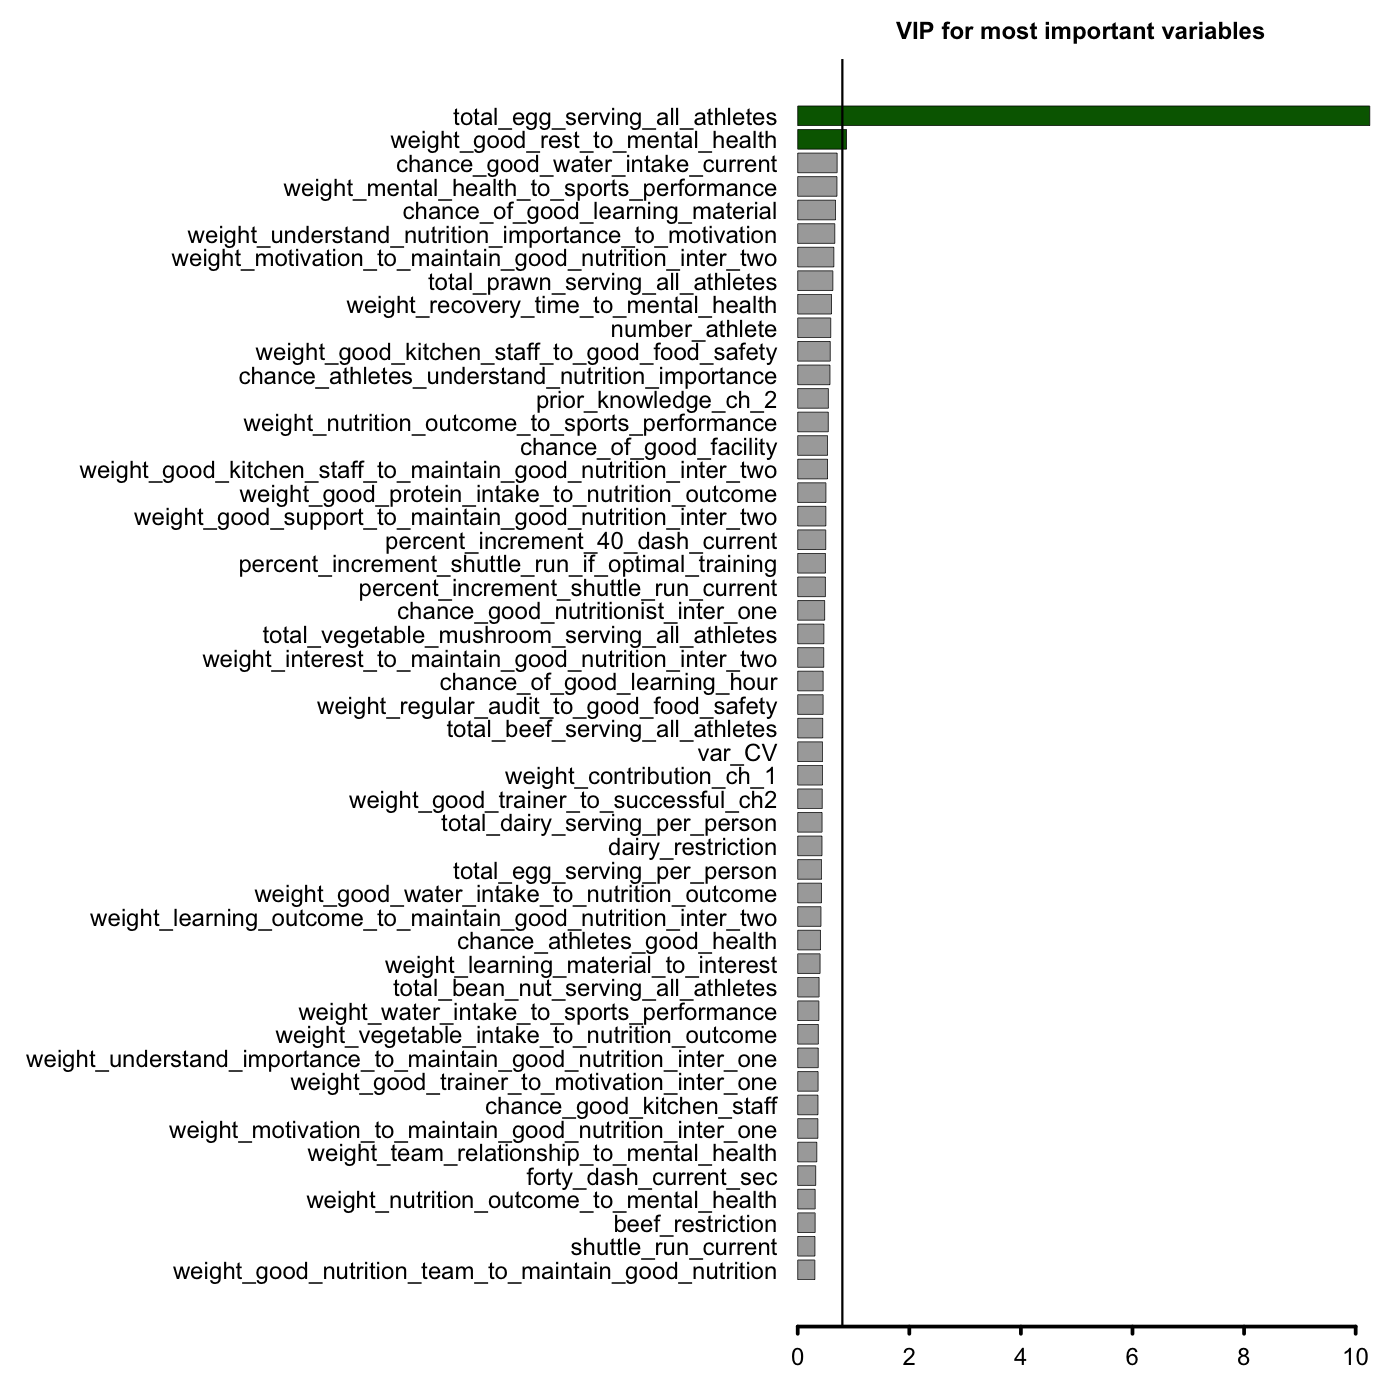 VIP for most important variables
total_egg_serving_all_athletes
weight_good_rest_to_mental_health
chance_good_water_intake_current
weight_mental_health_to_sports_performance
chance_of_good_learning_material
weight_understand_nutrition_importance_to_motivation
weight_motivation_to_maintain_good_nutrition_inter_two
total_prawn_serving_all_athletes
weight_recovery_time_to_mental_health
number_athlete
weight_good_kitchen_staff_to_good_food_safety
chance_athletes_understand_nutrition_importance
prior_knowledge_ch_2
weight_nutrition_outcome_to_sports_performance
chance_of_good_facility
weight_good_kitchen_staff_to_maintain_good_nutrition_inter_two
weight_good_protein_intake_to_nutrition_outcome
weight_good_support_to_maintain_good_nutrition_inter_two
percent_increment_40_dash_current
percent_increment_shuttle_run_if_optimal_training
percent_increment_shuttle_run_current
chance_good_nutritionist_inter_one
total_vegetable_mushroom_serving_all_athletes
weight_interest_to_maintain_good_nutrition_inter_two
chance_of_good_learning_hour
weight_regular_audit_to_good_food_safety
total_beef_serving_all_athletes
var_CV
weight_contribution_ch_1
weight_good_trainer_to_successful_ch2
total_dairy_serving_per_person
dairy_restriction
total_egg_serving_per_person
weight_good_water_intake_to_nutrition_outcome
weight_learning_outcome_to_maintain_good_nutrition_inter_two
chance_athletes_good_health
weight_learning_material_to_interest
total_bean_nut_serving_all_athletes
weight_water_intake_to_sports_performance
weight_vegetable_intake_to_nutrition_outcome
weight_understand_importance_to_maintain_good_nutrition_inter_one
weight_good_trainer_to_motivation_inter_one
chance_good_kitchen_staff
weight_motivation_to_maintain_good_nutrition_inter_one
weight_team_relationship_to_mental_health
forty_dash_current_sec
weight_nutrition_outcome_to_mental_health
beef_restriction
shuttle_run_current
weight_good_nutrition_team_to_maintain_good_nutrition
0 2 4 6 8 10